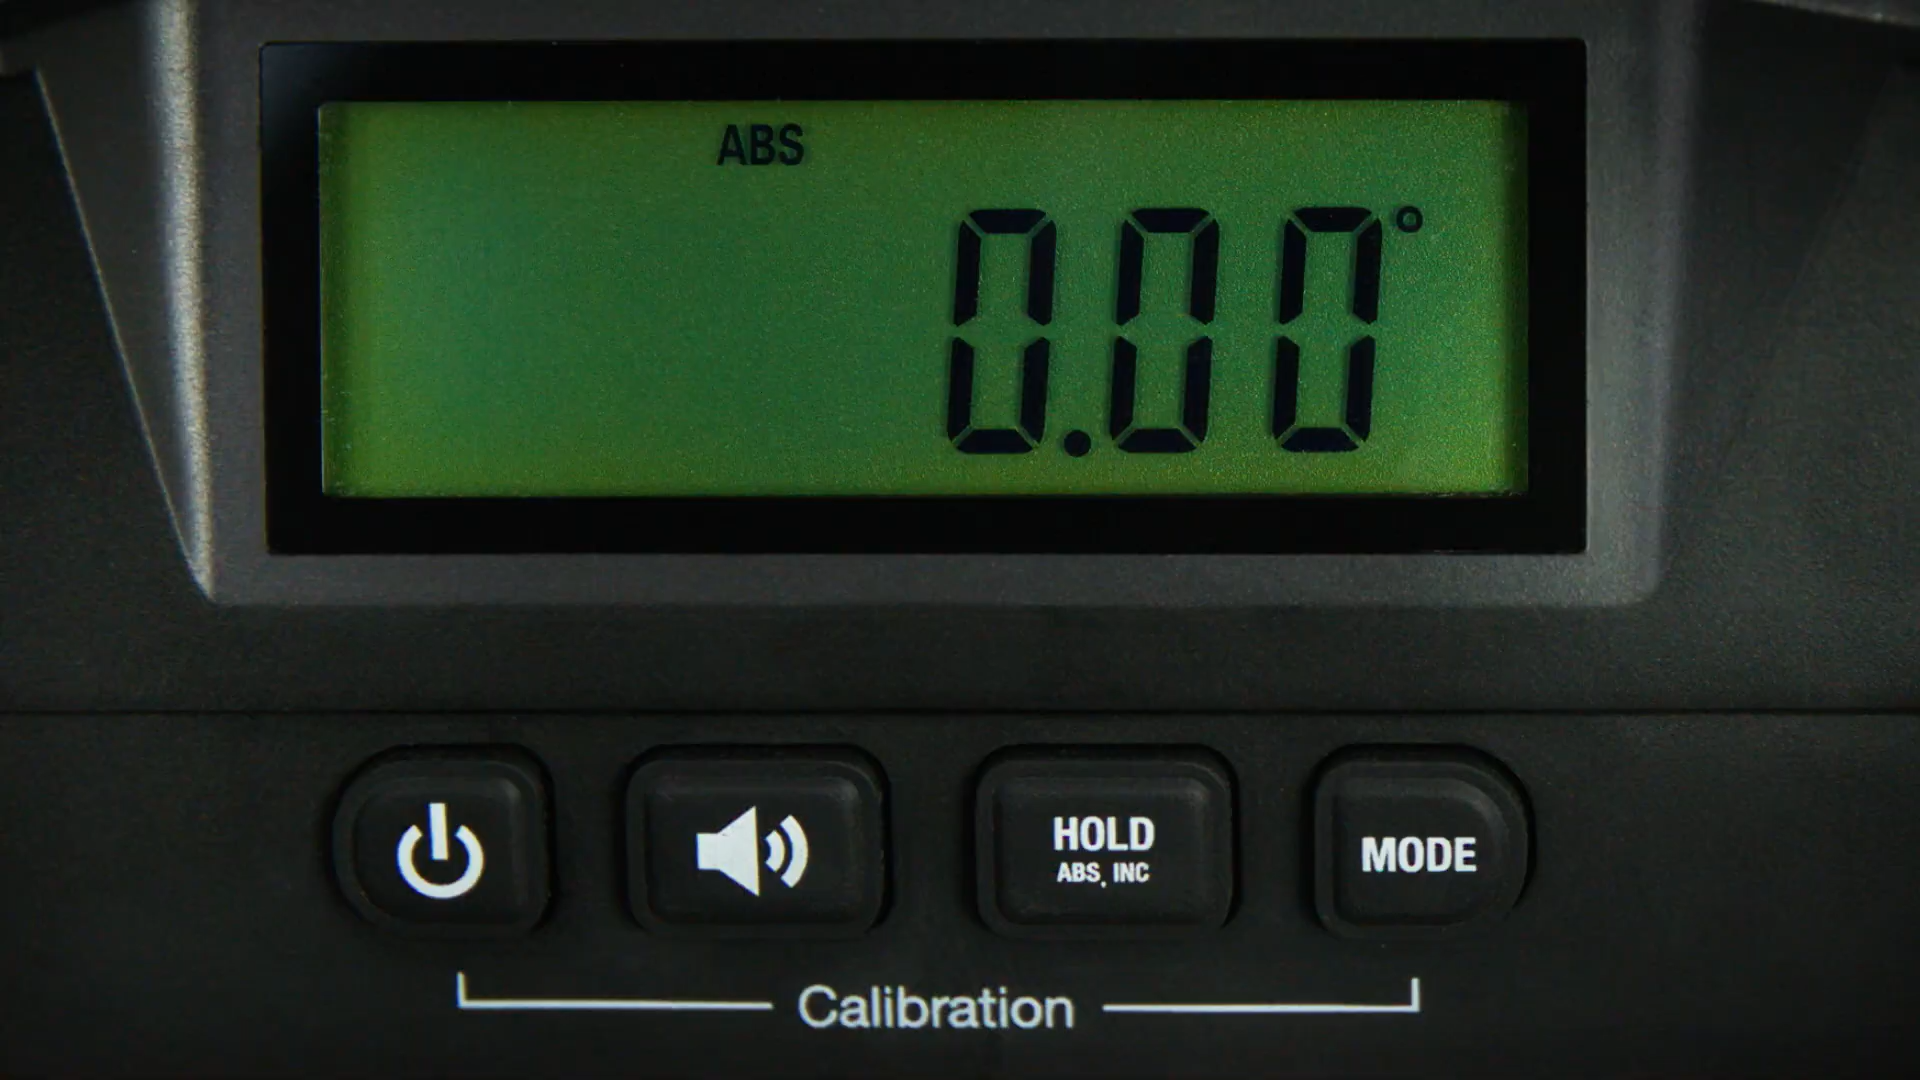 ABS
0.00°
HOLD
ABS, INC
MODE
Calibration